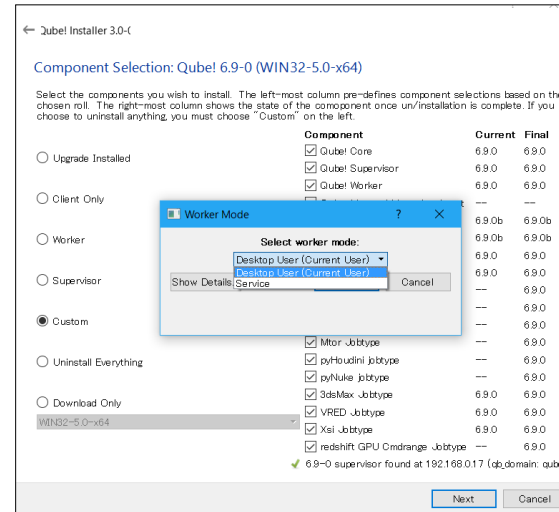 Qube! Installer 3.0-
Component Selection: Qube! 6.9-0 (WIN32-5.0-x64)
Select the components you wish to install. The left-most column pre-defines component selections based on the
chosen roll. The right-most column shows the state of the comoponent once un/installation is complete. If you
choose to uninstall anything, you must choose "Custom" on the left.
Component Current Final
Qube! Core 6.9.0 6.9.0
Upgrade Installed
Qube! Supervisor 6.9.0 6.9.0
Qube! Worker 6.9.0 6.9.0
Client Only
-- --
Worker Mode ? ×
6.9.0b 6.9.0b
Worker
Select worker mode:
6.9.0b 6.9.0b
Desktop User (Current User)
6.9.0 6.9.0
Desktop User (Current User)
6.9.0 6.9.0
Supervisor
Show Details.
Service
Cancel
-- 6.9.0
-- 6.9.0
Custom
-- 6.9.0
Mtor Jobtype -- 6.9.0
Uninstall Everything
pyHoudini jobtype -- 6.9.0
pyNuke jobtype -- 6.9.0
Download Only
3dsMax Jobtype 6.9.0 6.9.0
WIN32-5.0-x64
VRED Jobtype 6.9.0 6.9.0
Xsi Jobtype 6.9.0 6.9.0
redshift GPU Cmdrange Jobtype -- 6.9.0
6.9-0 supervisor found at 192.168.0.17 (qb_domain: qube
Next Cancel